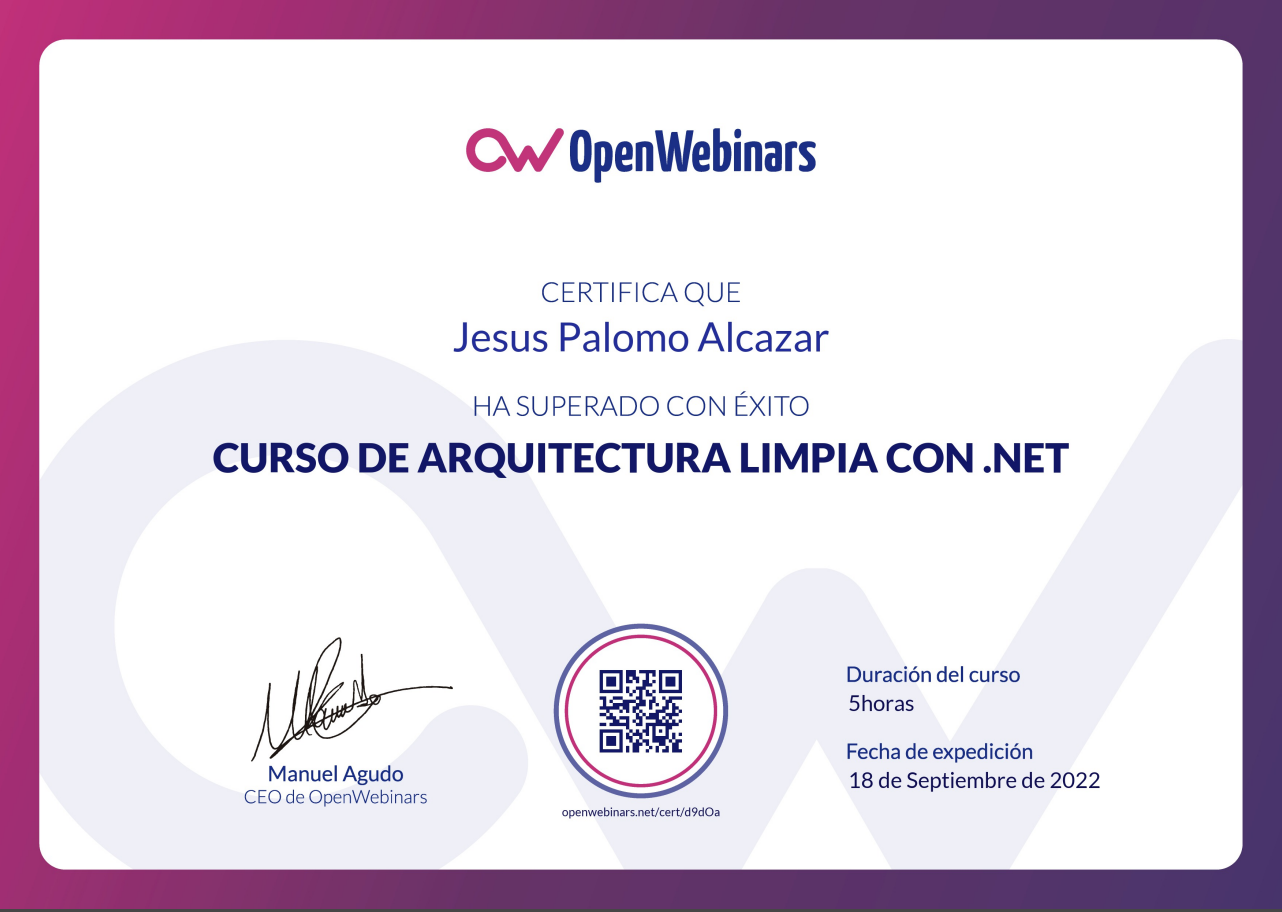 OpenWebinars
CERTIFICA QUE
Jesus Palomo Alcazar
HA SUPERADO CON ÉXITO
CURSO DE ARQUITECTURA LIMPIA CON .NET
Manuel Agudo
CEO de OpenWebinars
openwebinars.net/cert/d9dOa
Duración del curso
5horas
Fecha de expedición
18 de Septiembre de 2022